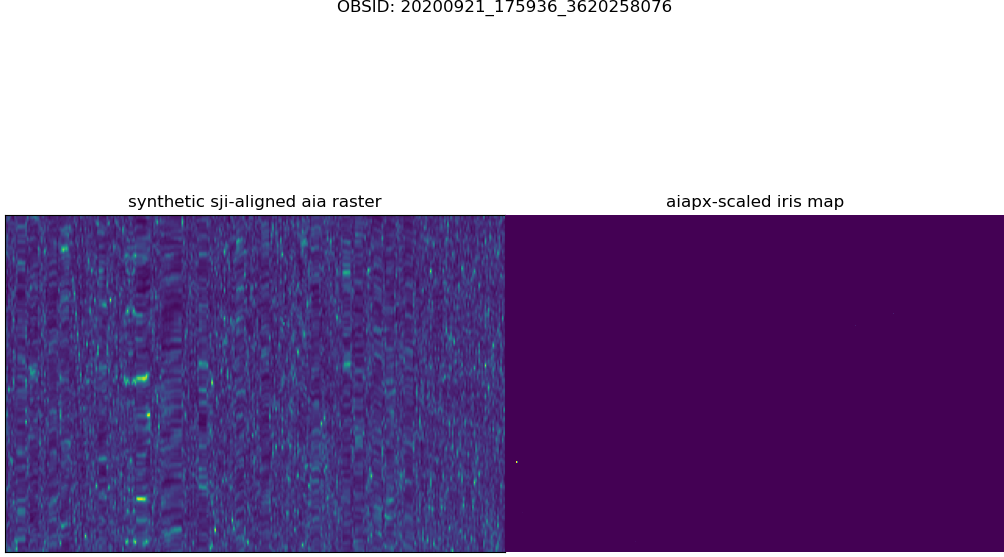 OBSID: 20200921_175936_3620258076
synthetic sji-aligned aia raster
aiapx-scaled iris map